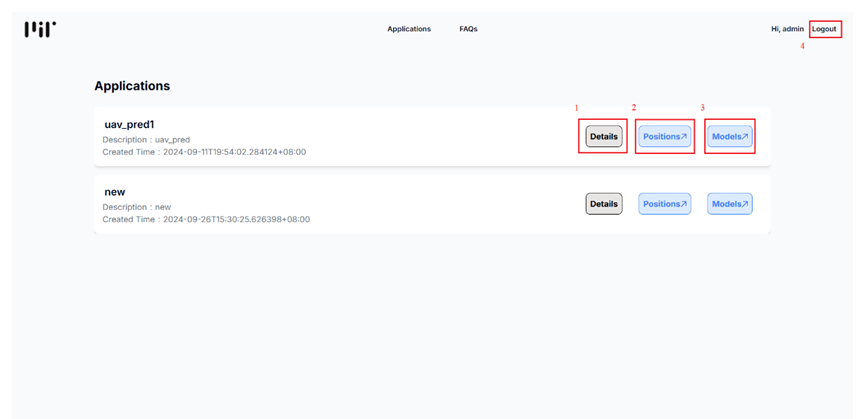 Applications FAQs Hi, admin Logout
4
Applications
1 2 3
uav_pred1
Description : uav_pred
Created Time : 2024-09-11T19:54:02.284124+08:00
Details Positions↗ Models↗
new
Description : new
Created Time : 2024-09-26T15:30:25.626398+08:00
Details Positions↗ Models↗